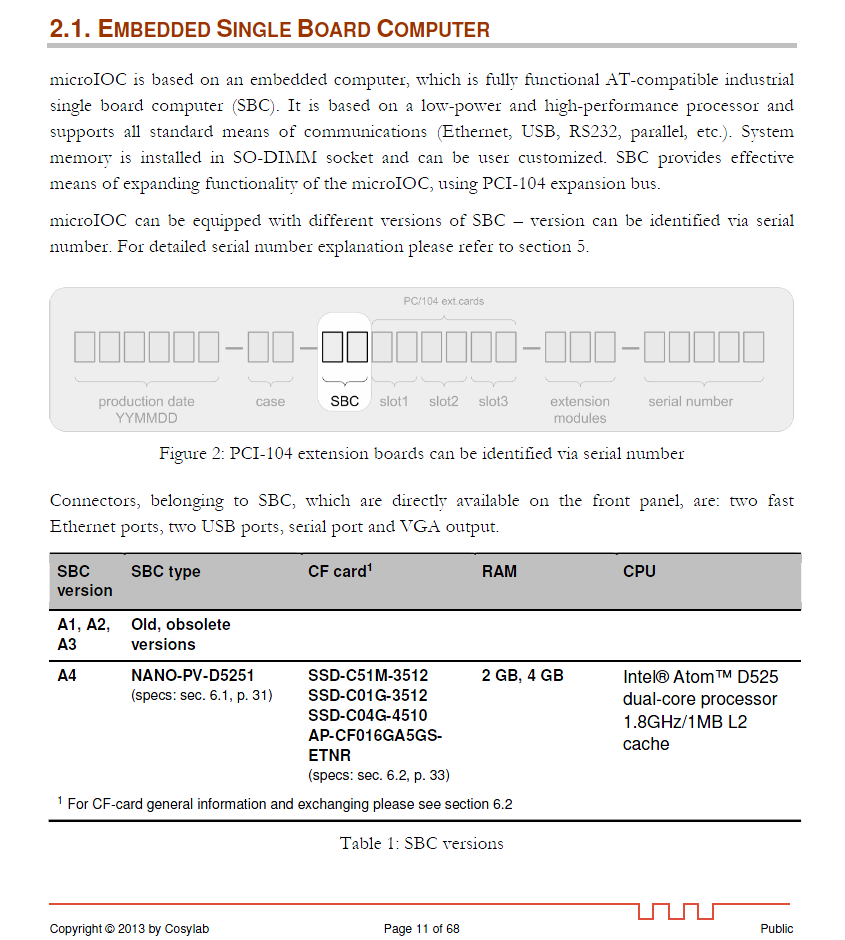 2.1. EMBEDDED SINGLE BOARD COMPUTER
microIOC is based on an embedded computer, which is fully functional AT-compatible industrial
single board computer (SBC). It is based on a low-power and high-performance processor and
supports all standard means of communications (Ethernet, USB, RS232, parallel, etc.). System
memory is installed in SO-DIMM socket and can be user customized. SBC provides effective
means of expanding functionality of the microIOC, using PCI-104 expansion bus.
microIOC can be equipped with different versions of SBC – version can be identified via serial
number. For detailed serial number explanation please refer to section 5.
PC/104 ext.cards
production date
YYMMDD
case
SBC
slot1
slot2
slot3
extension
modules
serial number
Figure 2: PCI-104 extension boards can be identified via serial number
Connectors, belonging to SBC, which are directly available on the front panel, are: two fast
Ethernet ports, two USB ports, serial port and VGA output.
SBC version
SBC type
CF card¹
RAM
CPU
A1, A2,
A3
Old, obsolete
versions
A4
NANO-PV-D5251
(specs: sec. 6.1, p. 31)
SSD-C51M-3512
SSD-C01G-3512
SSD-C04G-4510
AP-CF016GA5GS-
ETNR
(specs: sec. 6.2, p. 33)
2 GB, 4 GB
Intel® Atom™ D525
dual-core processor
1.8GHz/1MB L2
cache
¹ For CF-card general information and exchanging please see section 6.2
Table 1: SBC versions
Copyright © 2013 by Cosylab
Page 11 of 68
Public